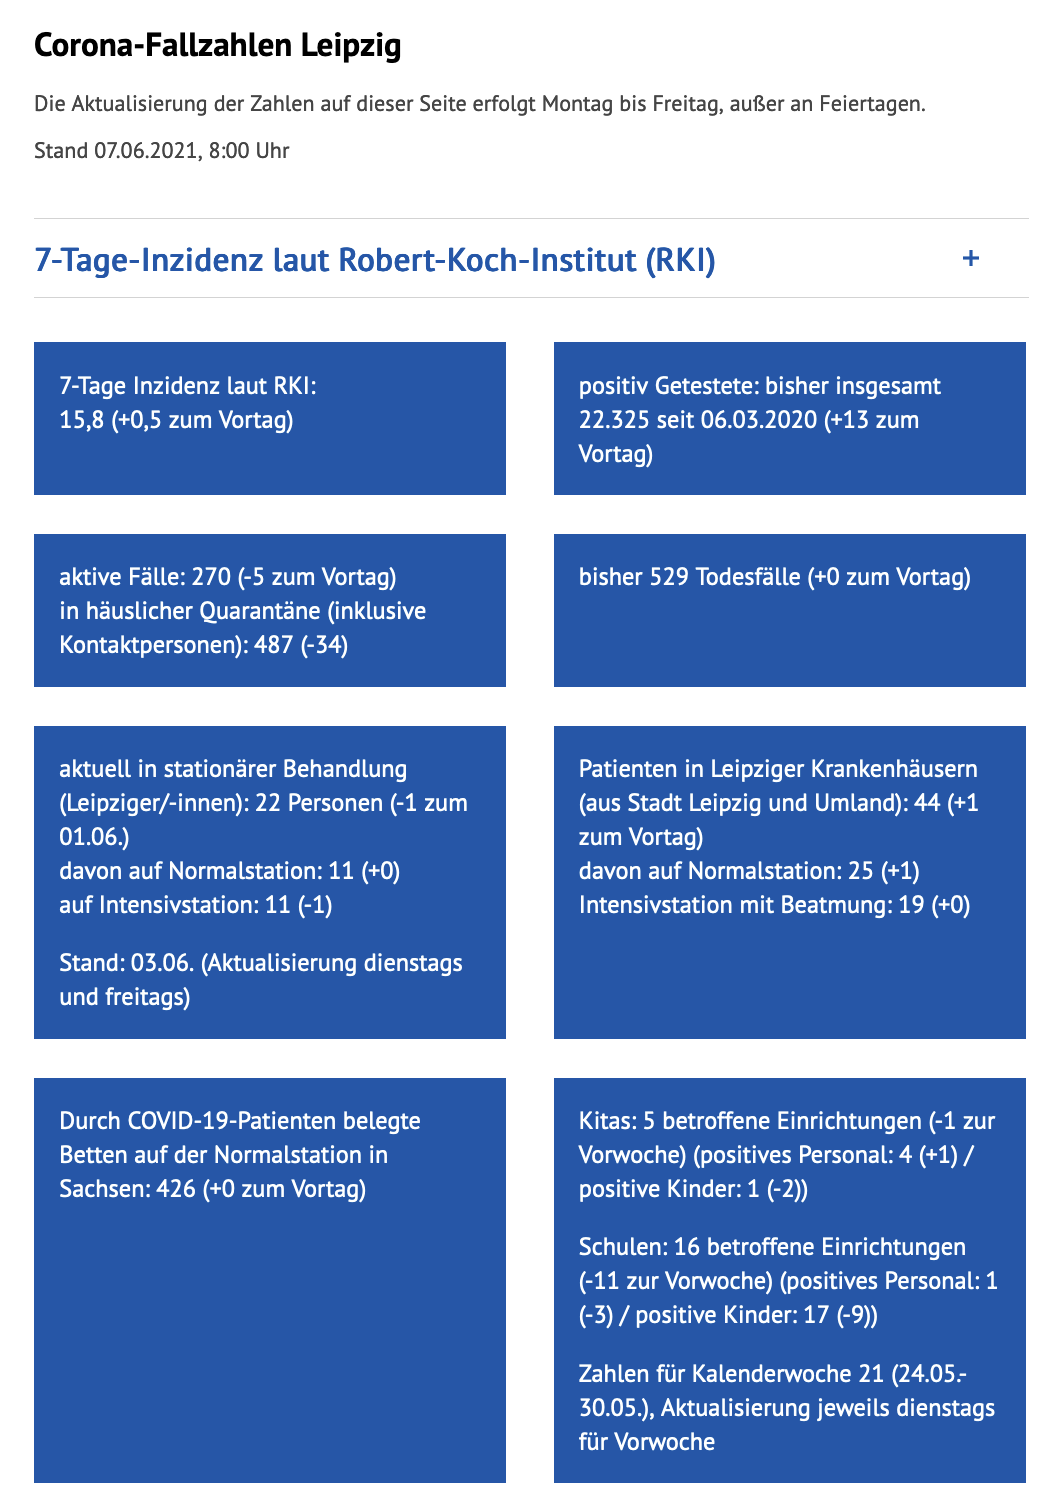 Corona-Fallzahlen Leipzig
Die Aktualisierung der Zahlen auf dieser Seite erfolgt Montag bis Freitag, außer an Feiertagen.
Stand 07.06.2021, 8:00 Uhr
7-Tage-Inzidenz laut Robert-Koch-Institut (RKI) +
7-Tage Inzidenz laut RKI:
15,8 (+0,5 zum Vortag)
positiv Getestete: bisher insgesamt
22.325 seit 06.03.2020 (+13 zum
Vortag)
aktive Fälle: 270 (-5 zum Vortag)
in häuslicher Quarantäne (inklusive
Kontaktpersonen): 487 (-34)
bisher 529 Todesfälle (+0 zum Vortag)
aktuell in stationärer Behandlung
(Leipziger/-innen): 22 Personen (-1 zum
01.06.)
davon auf Normalstation: 11 (+0)
auf Intensivstation: 11 (-1)
Stand: 03.06. (Aktualisierung dienstags
und freitags)
Patienten in Leipziger Krankenhäusern
(aus Stadt Leipzig und Umland): 44 (+1
zum Vortag)
davon auf Normalstation: 25 (+1)
Intensivstation mit Beatmung: 19 (+0)
Durch COVID-19-Patienten belegte
Betten auf der Normalstation in
Sachsen: 426 (+0 zum Vortag)
Kitas: 5 betroffene Einrichtungen (-1 zur
Vorwoche) (positives Personal: 4 (+1) /
positive Kinder: 1 (-2))
Schulen: 16 betroffene Einrichtungen
(-11 zur Vorwoche) (positives Personal: 1
(-3) / positive Kinder: 17 (-9))
Zahlen für Kalenderwoche 21 (24.05.-
30.05.), Aktualisierung jeweils dienstags
für Vorwoche